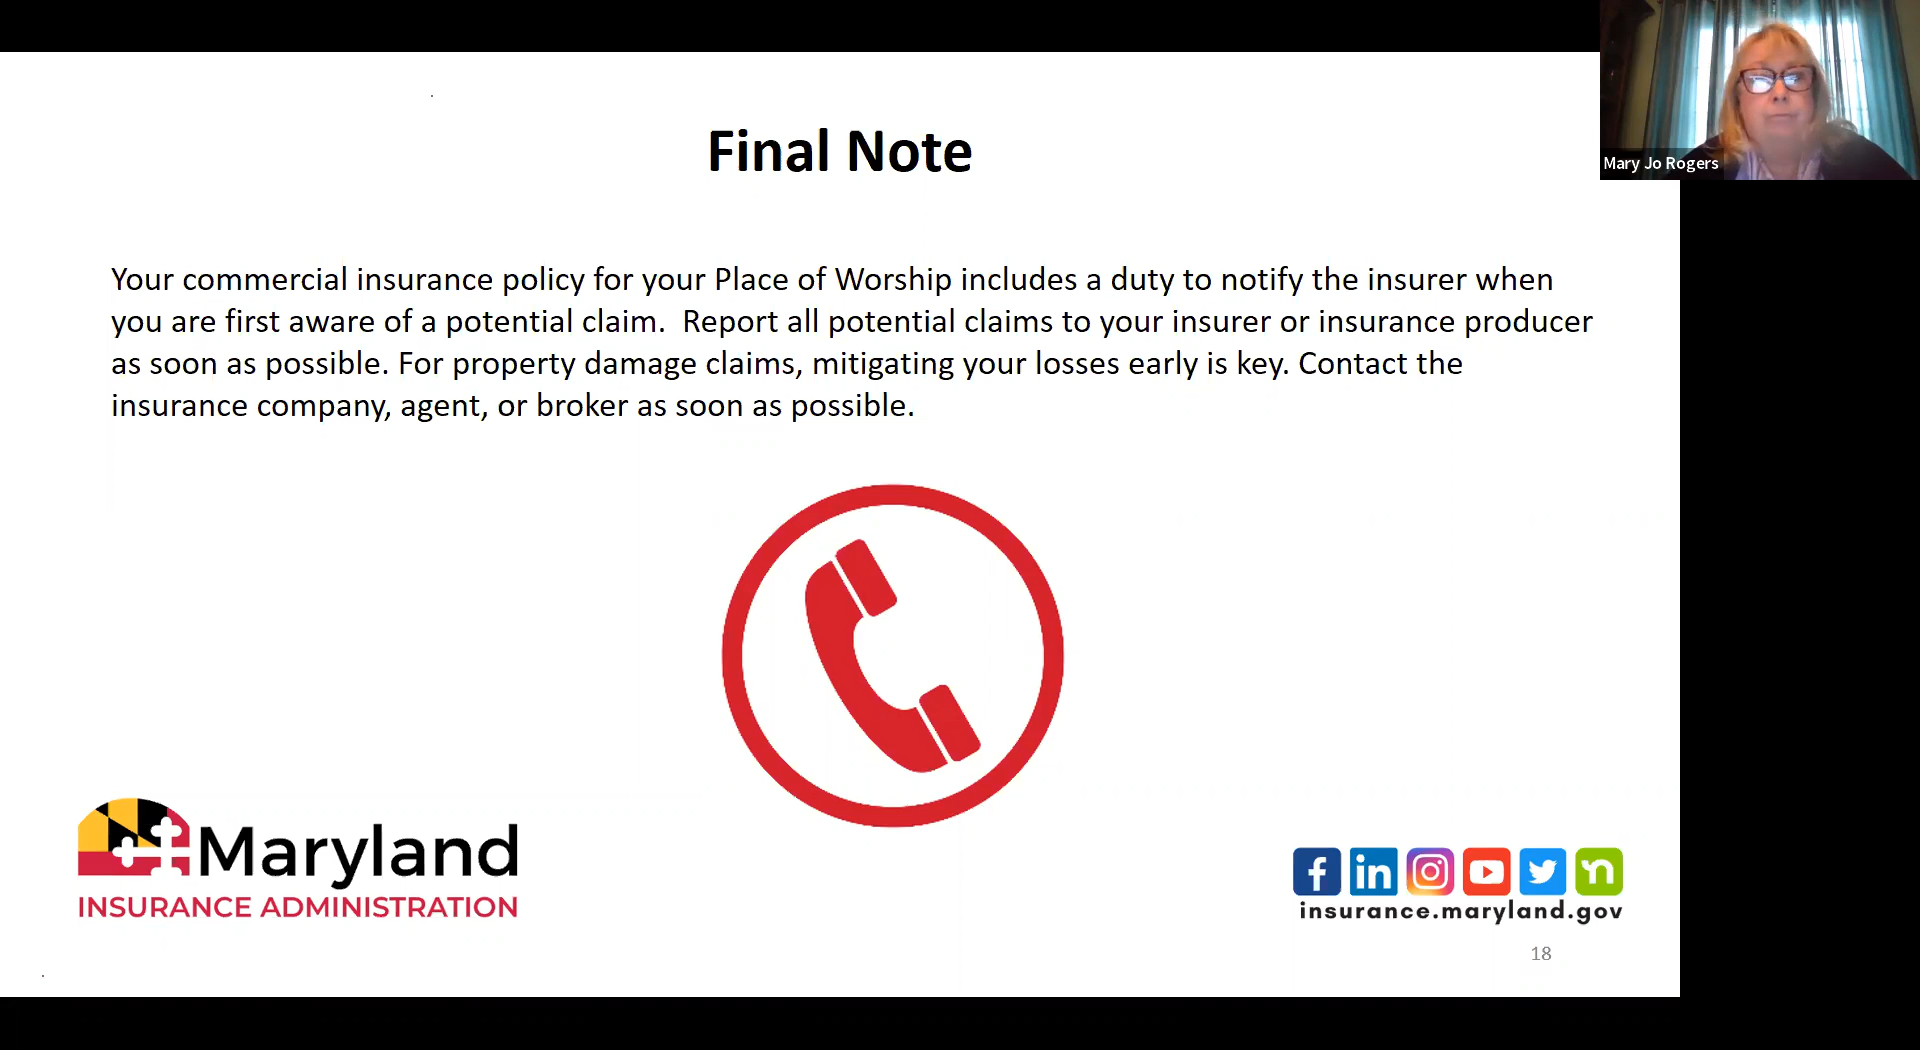 Final Note
Mary Jo Rogers
Your commercial insurance policy for your Place of Worship includes a duty to notify the insurer when
you are first aware of a potential claim.  Report all potential claims to your insurer or insurance producer
as soon as possible. For property damage claims, mitigating your losses early is key. Contact the
insurance company, agent, or broker as soon as possible.
Maryland
INSURANCE ADMINISTRATION
insurance.maryland.gov
18